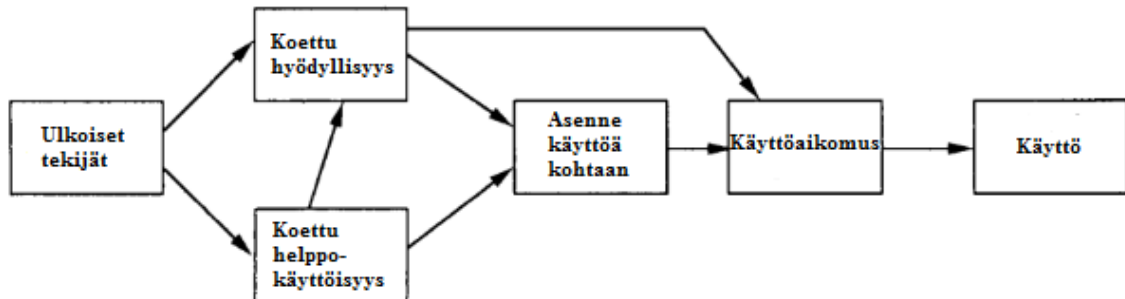 Koettu
hyödyllisyys
Ulkoiset
tekijät
Asenne
käyttöä
kohtaan
Käyttöaikomus
Käyttö
Koettu
helppo-
käyttöisyys